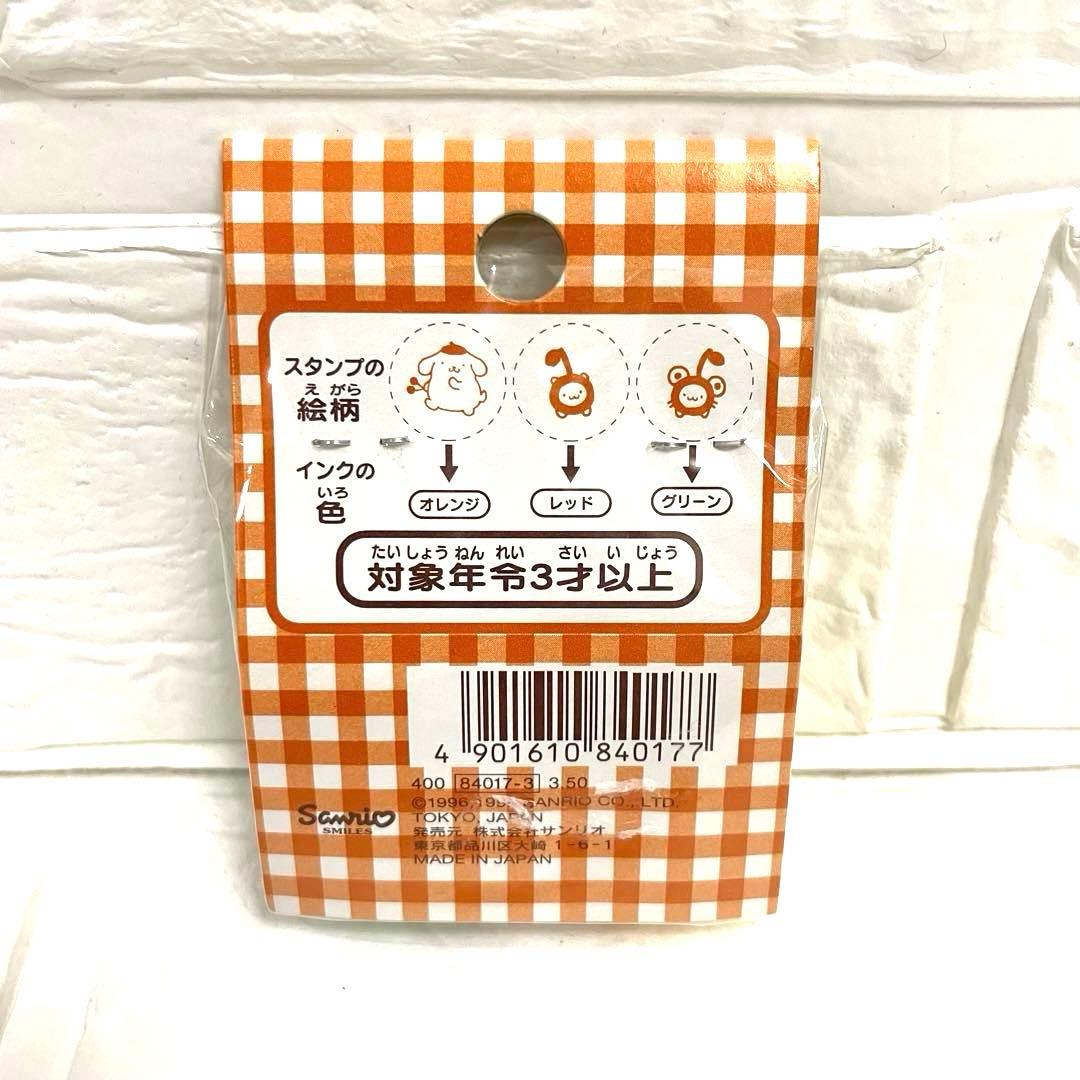 スタンプの
え がら
絵柄
インクの
いろ
色
オレンジ
レッド
グリーン
たいしょうねんれい さいいじょう
対象年令3才以上
4 901610 840177
400 84017-3 3.50
©1996, SANRIO CO., LTD.
TOKYO, JAPAN
発売元 株式会社サンリオ
東京都品川区大崎 1-6-1
MADE IN JAPAN
Sanrio
SMILES